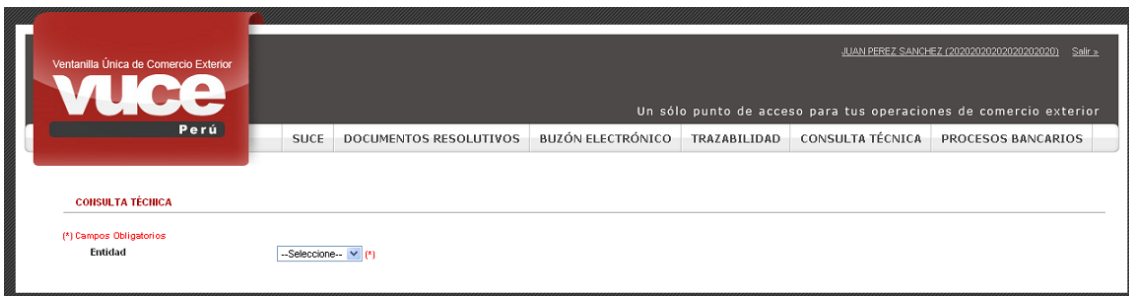 JUAN PEREZ SANCHEZ (20202020202020202020) Salir »
Ventanilla Única de Comercio Exterior
vuce
Perú
Un sólo punto de acceso para tus operaciones de comercio exterior
SUCE DOCUMENTOS RESOLUTIVOS BUZÓN ELECTRÓNICO TRAZABILIDAD CONSULTA TÉCNICA PROCESOS BANCARIOS
CONSULTA TÉCNICA
(*) Campos Obligatorios
Entidad --Seleccione-- (*)